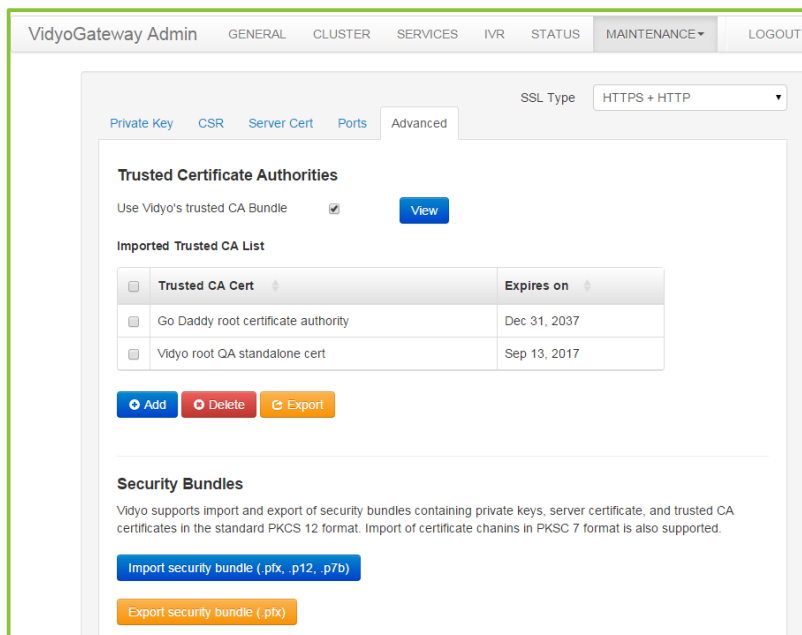 VidyoGateway Admin GENERAL CLUSTER SERVICES IVR STATUS MAINTENANCE LOGOUT
SSL Type HTTPS + HTTP
Private Key CSR Server Cert Ports Advanced
Trusted Certificate Authorities
Use Vidyo's trusted CA Bundle View
Imported Trusted CA List
Trusted CA Cert Expires on
Go Daddy root certificate authority Dec 31, 2037
Vidyo root QA standalone cert Sep 13, 2017
Add Delete Export
Security Bundles
Vidyo supports import and export of security bundles containing private keys, server certificate, and trusted CA
certificates in the standard PKCS 12 format. Import of certificate chanins in PKSC 7 format is also supported.
Import security bundle (.pfx, .p12, .p7b)
Export security bundle (.pfx)